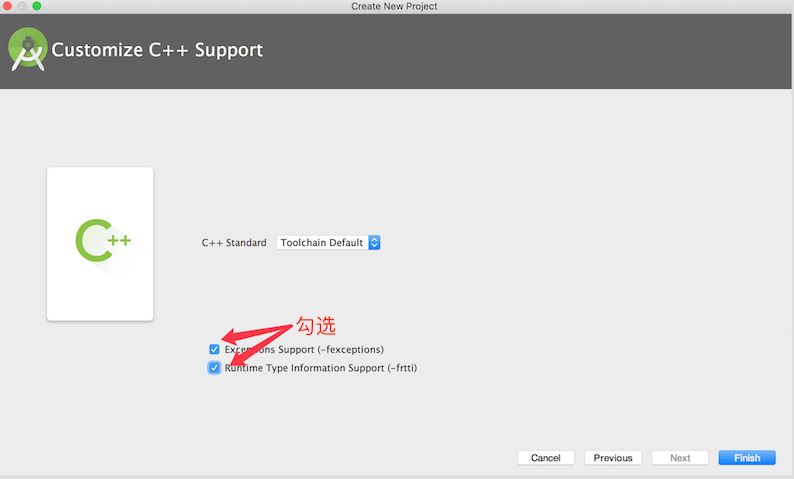 Create New Project
Customize C++ Support
C++
C++ Standard Toolchain Default
勾选
Exceptions Support (-fexceptions)
Runtime Type Information Support (-frtti)
Cancel Previous Next Finish